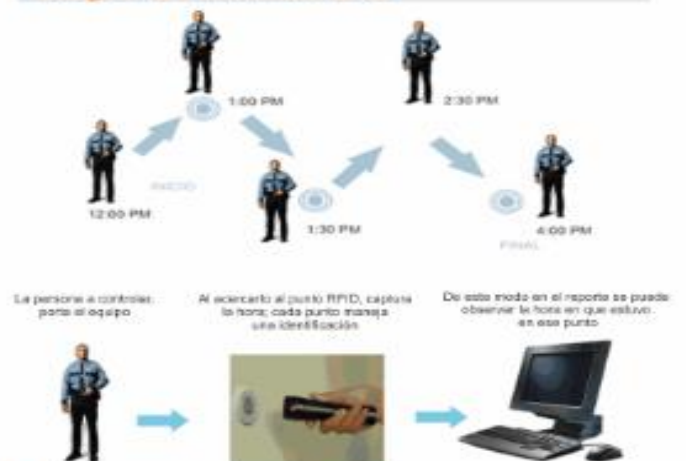 1:00 PM
2:30 PM
INICIO
12:00 PM
1:30 PM
4:00 PM
FINAL
La persona a controlar,
porta el equipo
Al acercarlo al punto RFID, captura
la hora; cada punto maneja
una identificación
De este modo en el reporte se puede
observar la hora en que estuvo
en ese punto